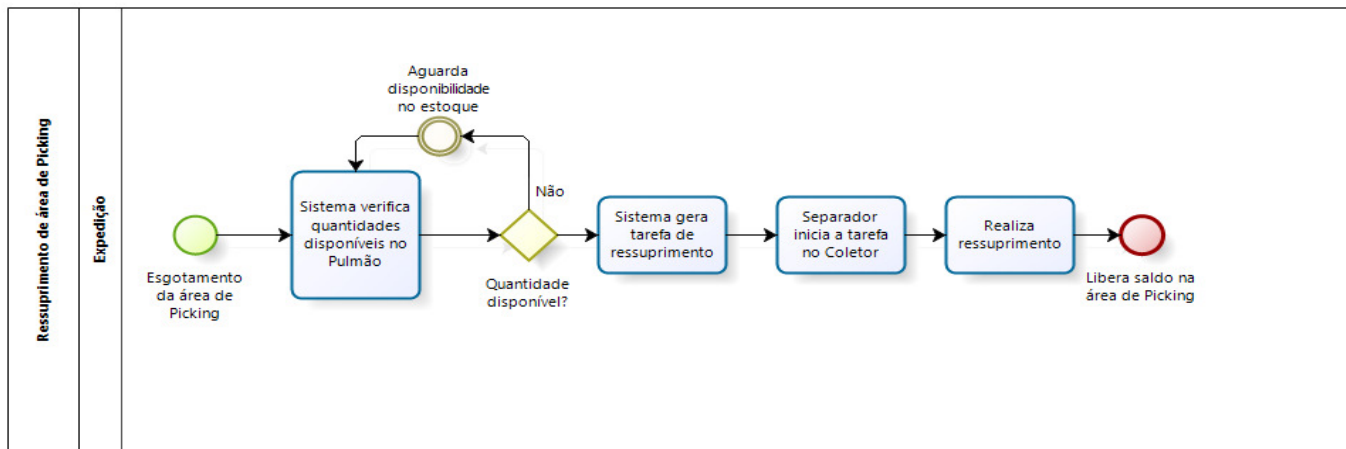 Ressuprimento de área de Picking
Expedição
Esgotamento
da área de
Picking
Sistema verifica
quantidades
disponíveis no
Pulmão
Aguarda
disponibilidade
no estoque
Não
Quantidade
disponível?
Sistema gera
tarefa de
ressuprimento
Separador
inicia a tarefa
no Coletor
Realiza
ressuprimento
Libera saldo na
área de Picking